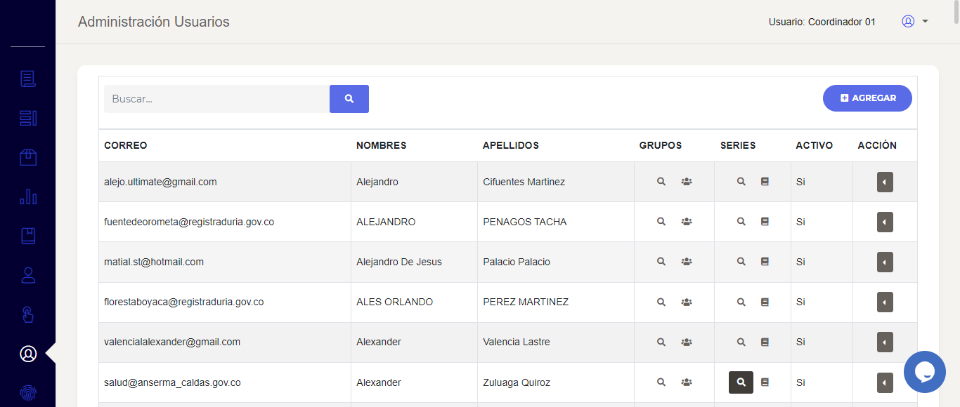 Administración Usuarios
Usuario: Coordinador 01
Buscar...
AGREGAR
CORREO NOMBRES APELLIDOS GRUPOS SERIES ACTIVO ACCIÓN
alejo.ultimate@gmail.com Alejandro Cifuentes Martinez Si
fuentedeorometa@registraduria.gov.co ALEJANDRO PENAGOS TACHA Si
matial.st@hotmail.com Alejandro De Jesus Palacio Palacio Si
florestaboyaca@registraduria.gov.co ALES ORLANDO PEREZ MARTINEZ Si
valencialalexander@gmail.com Alexander Valencia Lastre Si
salud@anserma_caldas.gov.co Alexander Zuluaga Quiroz Si